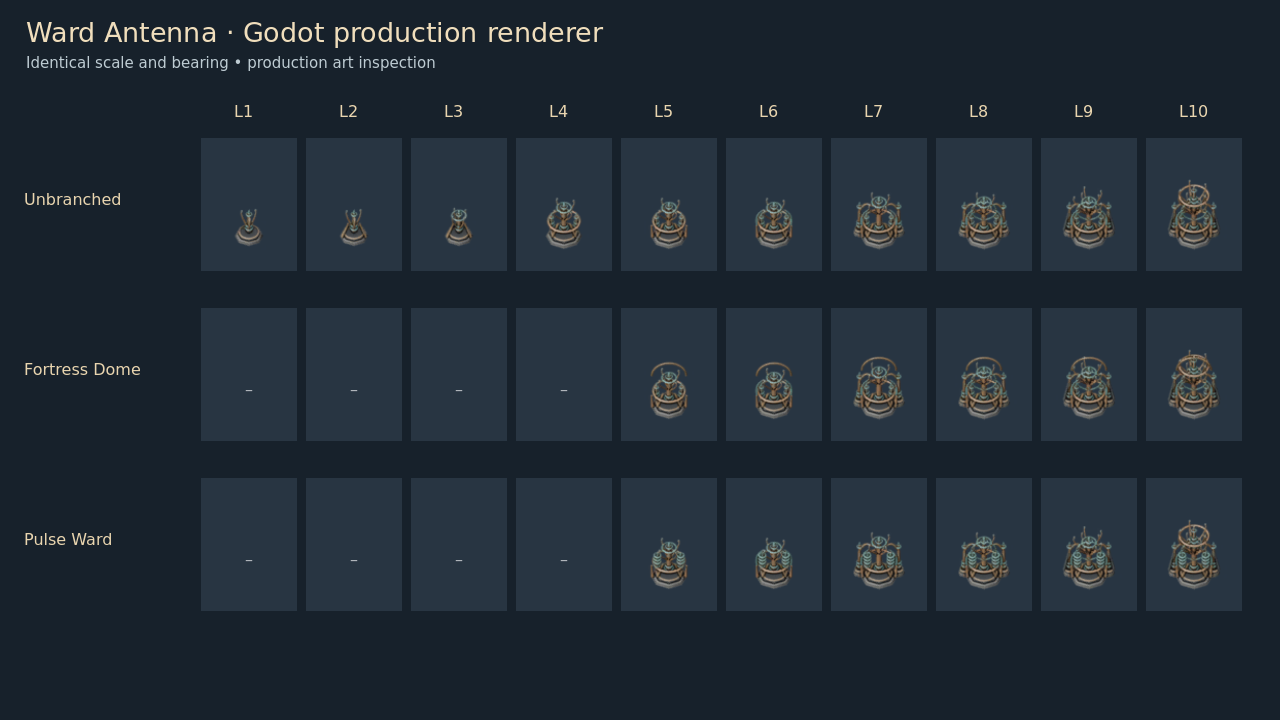 Ward Antenna · Godot production renderer
Identical scale and bearing • production art inspection
L1 L2 L3 L4 L5 L6 L7 L8 L9 L10
Unbranched
Fortress Dome
– – – –
Pulse Ward
– – – –